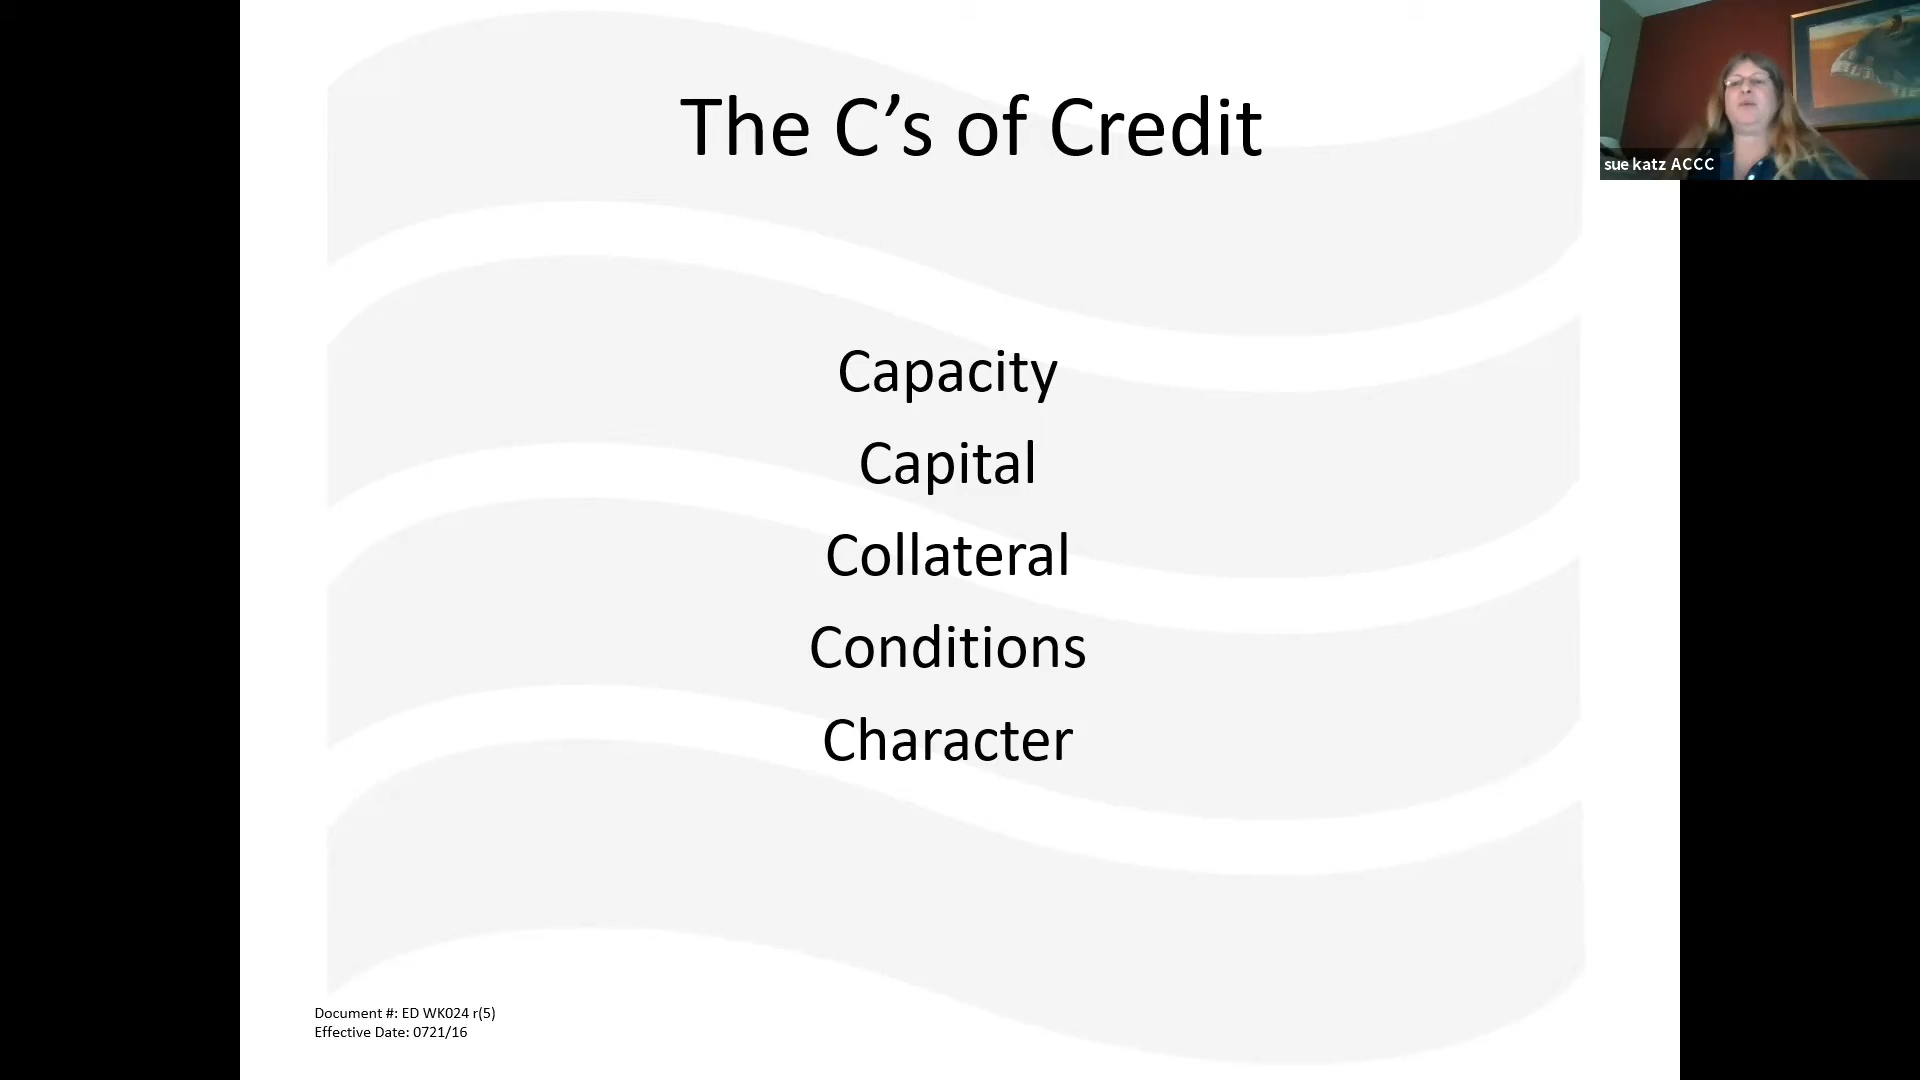 The C’s of Credit
sue katz ACCC
Capacity
Capital
Collateral
Conditions
Character
Document #: ED WK024 r(5)
Effective Date: 0721/16